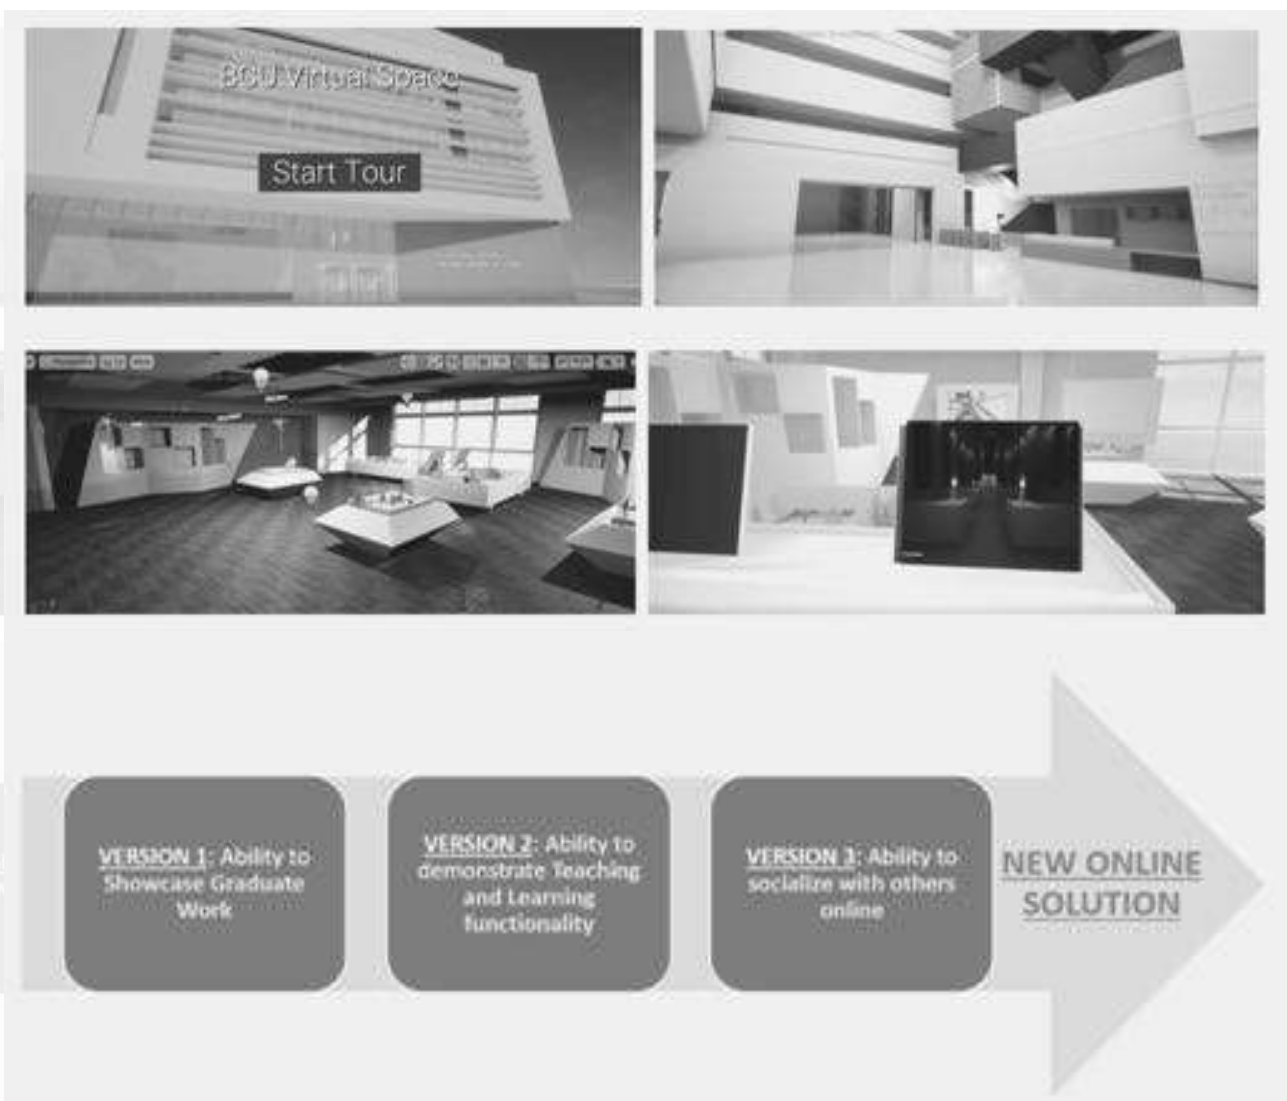 BCU Virtual Space
Start Tour
VERSION 1: Ability to
Showcase Graduate
Work
VERSION 2: Ability to
demonstrate Teaching
and Learning
functionality
VERSION 3: Ability to
socialize with others
online
NEW ONLINE
SOLUTION